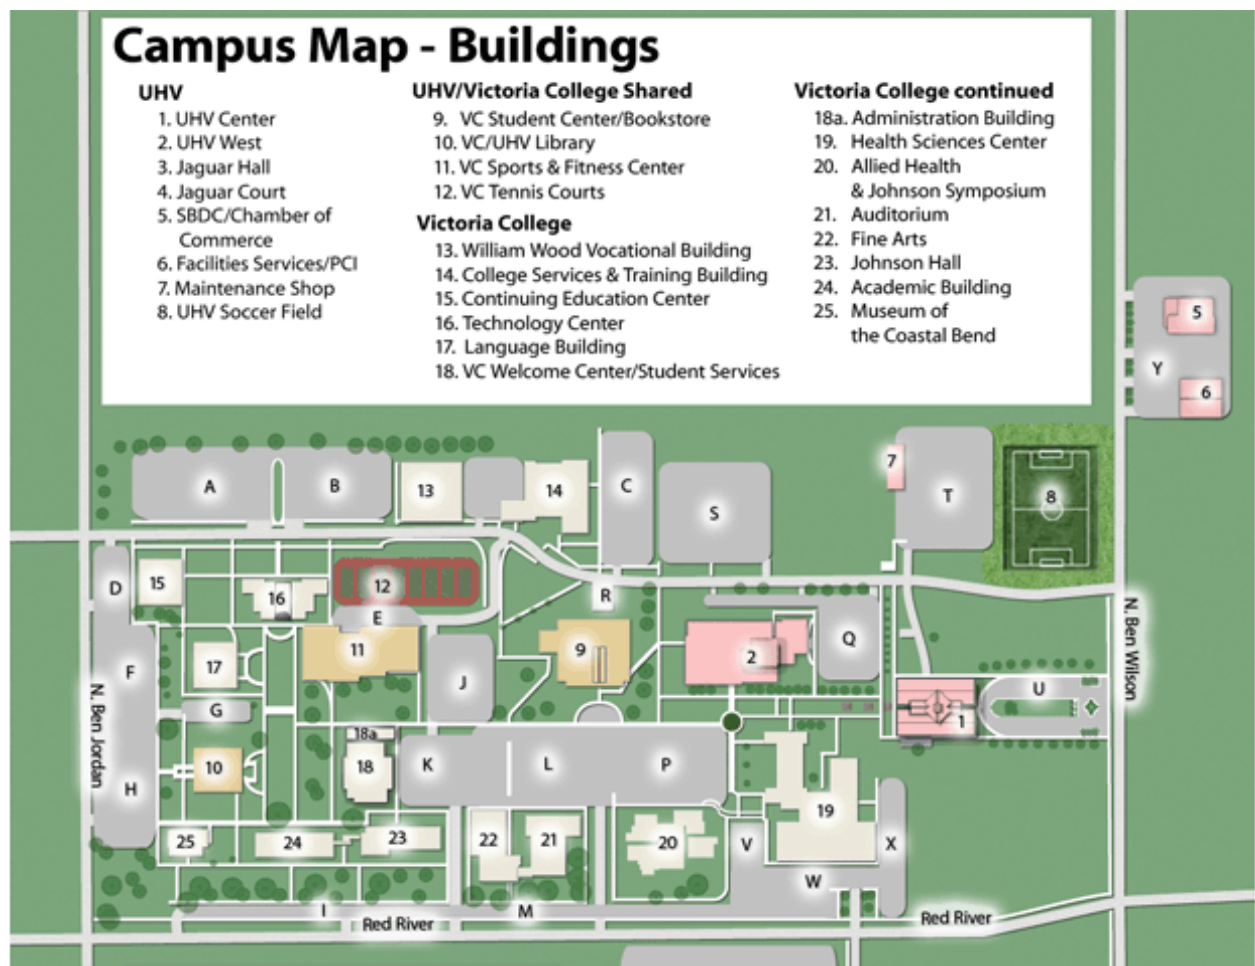 Campus Map - Buildings
UHV
1. UHV Center
2. UHV West
3. Jaguar Hall
4. Jaguar Court
5. SBDC/Chamber of
Commerce
6. Facilities Services/PCI
7. Maintenance Shop
8. UHV Soccer Field
UHV/Victoria College Shared
9. VC Student Center/Bookstore
10. VC/UHV Library
11. VC Sports & Fitness Center
12. VC Tennis Courts
Victoria College
13. William Wood Vocational Building
14. College Services & Training Building
15. Continuing Education Center
16. Technology Center
17. Language Building
18. VC Welcome Center/Student Services
Victoria College continued
18a. Administration Building
19. Health Sciences Center
20. Allied Health
& Johnson Symposium
21. Auditorium
22. Fine Arts
23. Johnson Hall
24. Academic Building
25. Museum of
the Coastal Bend
5
Y
6
7
T
8
A
B
13
14
C
S
D
15
16
12
E
R
N. Ben Wilson
F
17
11
J
9
2
Q
G
U
1
N. Ben Jordan
H
10
18a
18
K
L
P
19
25
24
23
22
21
20
V
X
W
I
M
Red River
Red River